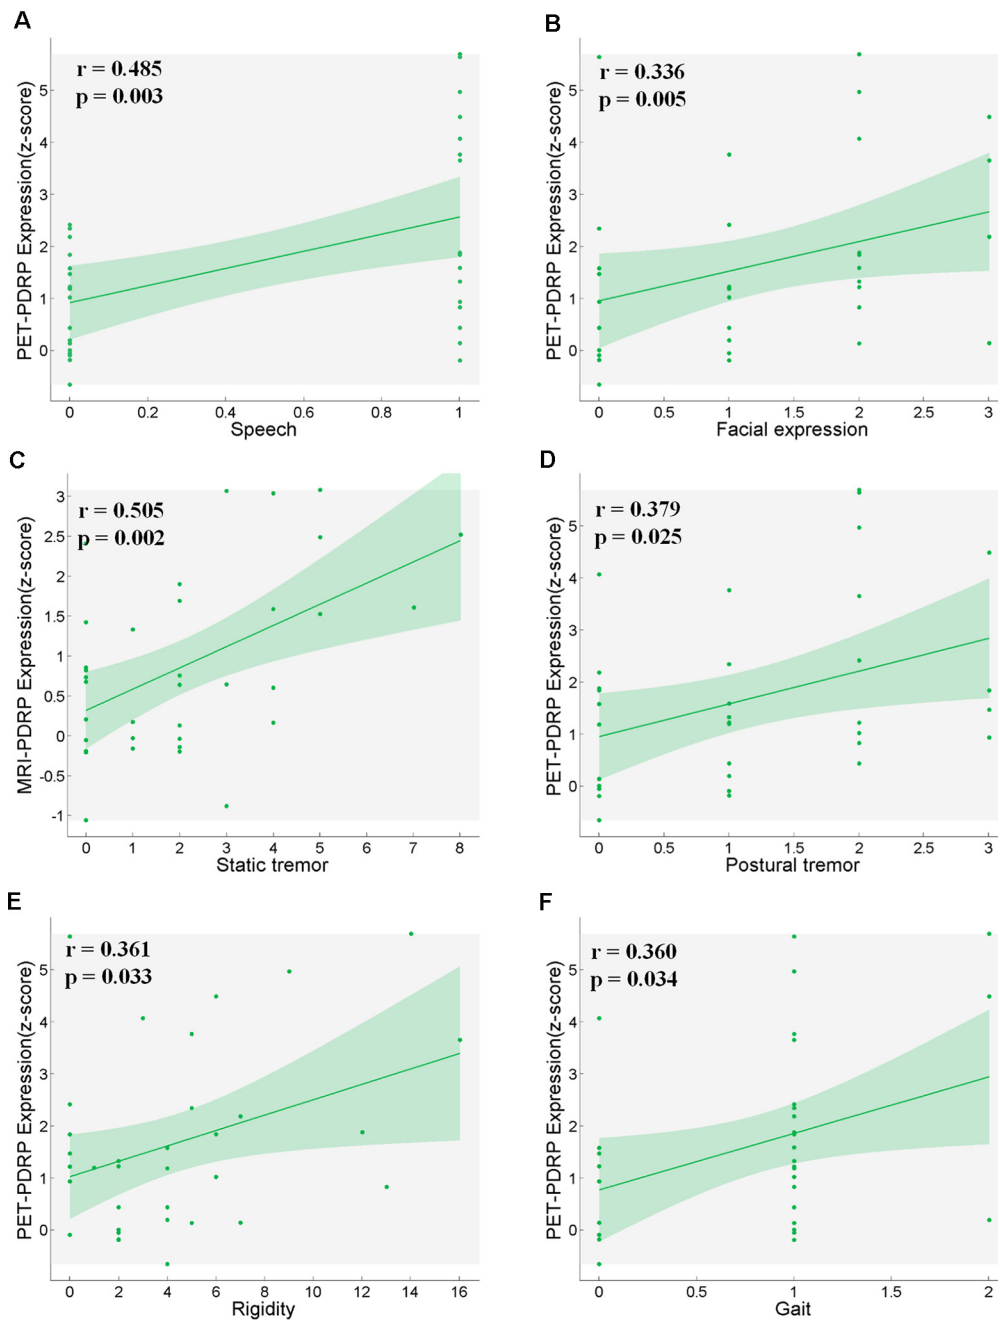 A
r = 0.485
p = 0.003
PET-PDRP Expression(z-score)
5
4
3
2
1
0
0 0.2 0.4 0.6 0.8 1
Speech
B
r = 0.336
p = 0.005
PET-PDRP Expression(z-score)
5
4
3
2
1
0
0 0.5 1 1.5 2 2.5 3
Facial expression
C
r = 0.505
p = 0.002
MRI-PDRP Expression(z-score)
3
2.5
2
1.5
1
0.5
0
-0.5
-1
0 1 2 3 4 5 6 7 8
Static tremor
D
r = 0.379
p = 0.025
PET-PDRP Expression(z-score)
5
4
3
2
1
0
0 0.5 1 1.5 2 2.5 3
Postural tremor
E
r = 0.361
p = 0.033
PET-PDRP Expression(z-score)
5
4
3
2
1
0
0 2 4 6 8 10 12 14 16
Rigidity
F
r = 0.360
p = 0.034
PET-PDRP Expression(z-score)
5
4
3
2
1
0
0 0.5 1 1.5 2
Gait